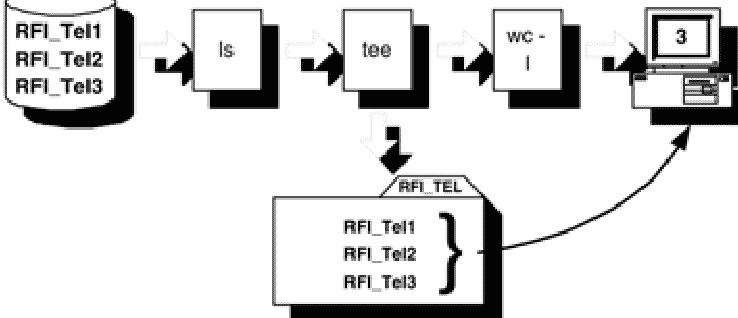 RFI_Tel1
RFI_Tel2
RFI_Tel3
ls
tee
wc -
l
3
RFI_TEL
RFI_Tel1
RFI_Tel2
RFI_Tel3
}